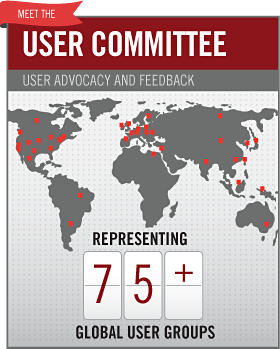 MEET THE
USER COMMITTEE
USER ADVOCACY AND FEEDBACK
REPRESENTING
75+
GLOBAL USER GROUPS